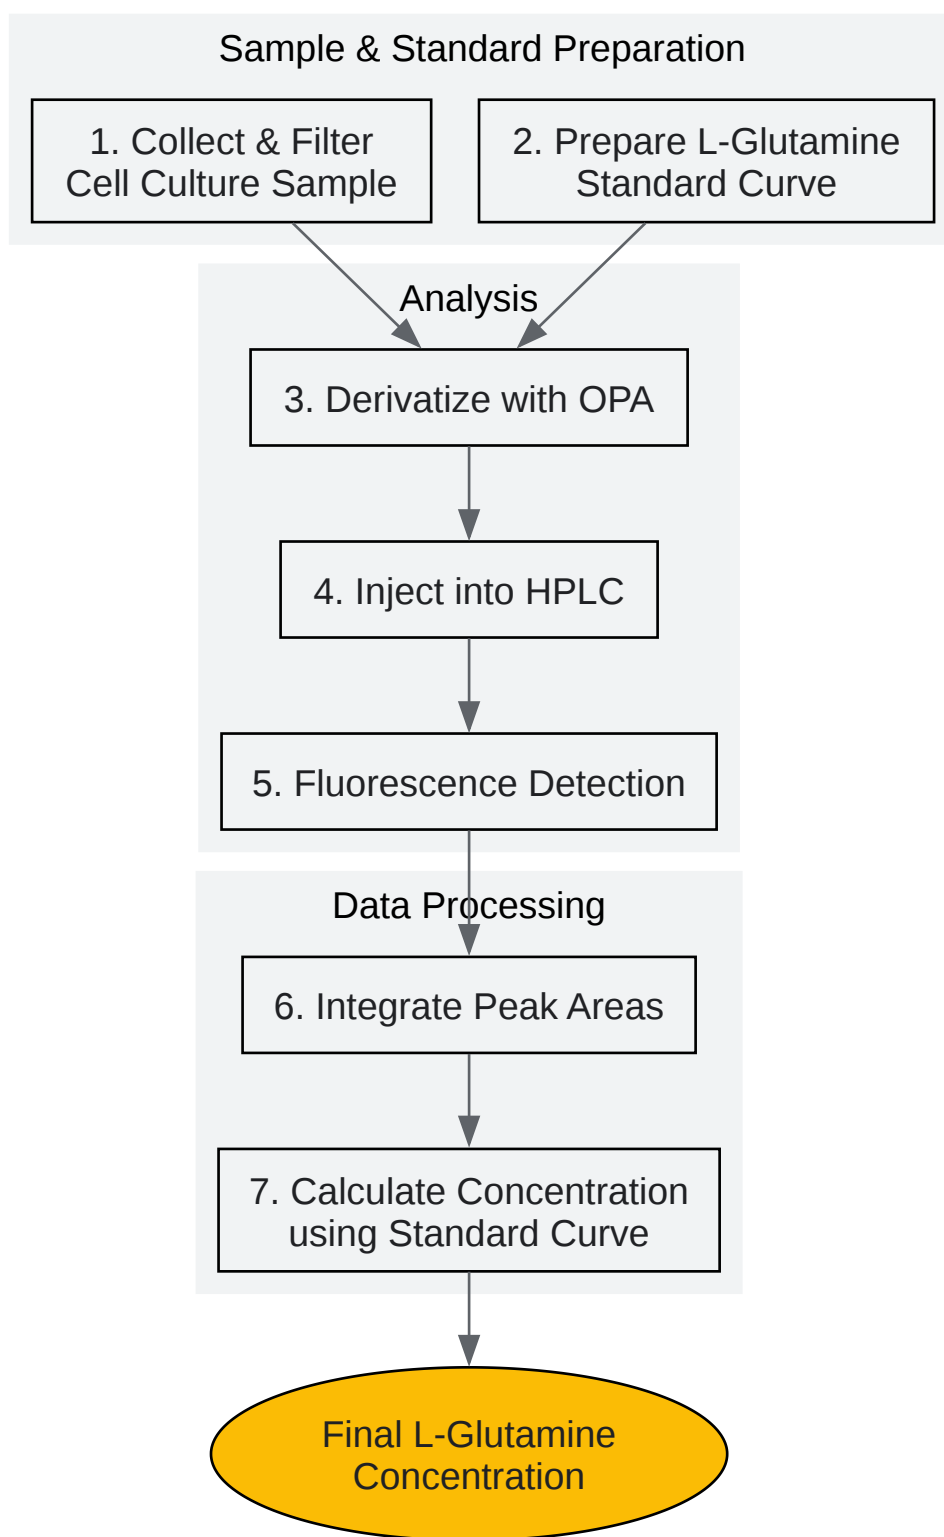 Sample & Standard Preparation
1. Collect & Filter
Cell Culture Sample
2. Prepare L-Glutamine
Standard Curve
Analysis
3. Derivatize with OPA
4. Inject into HPLC
5. Fluorescence Detection
Data Processing
6. Integrate Peak Areas
7. Calculate Concentration
using Standard Curve
Final L-Glutamine
Concentration